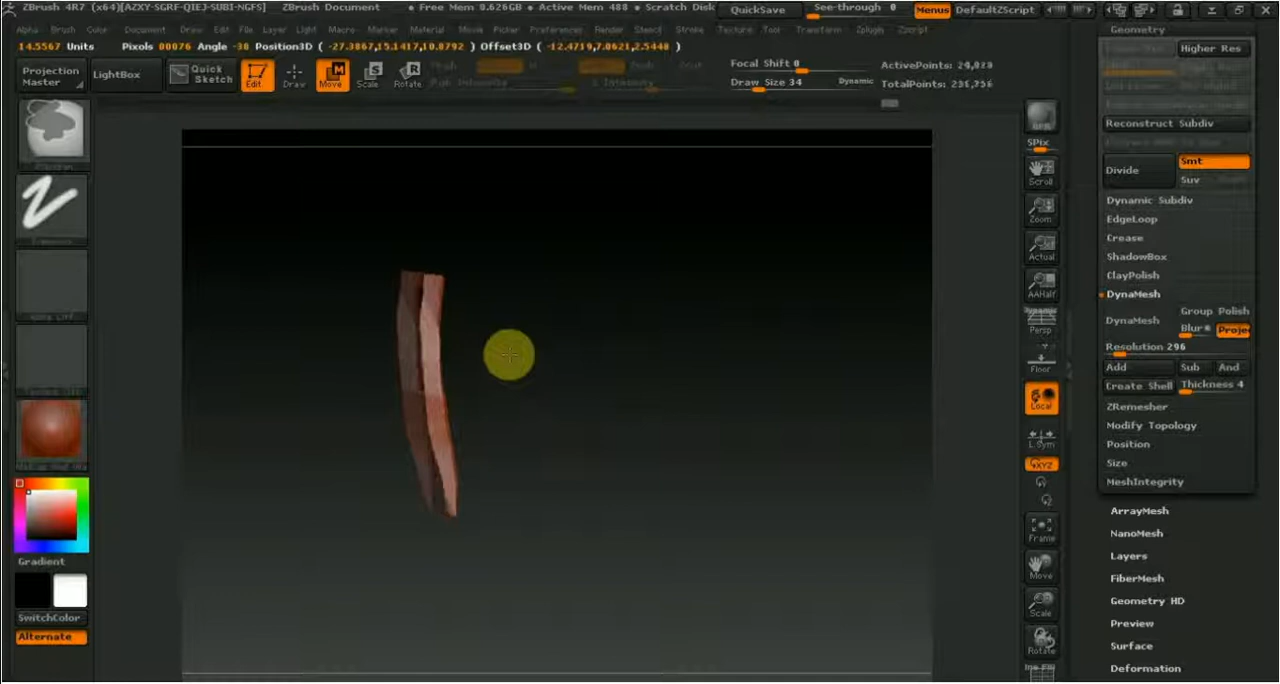 ZBrush 4R7 (x64)[AZXY-SGRF-QIEJ-SUBI-NGFS] ZBrush Document • Free Mem 8.626GB • Active Mem 488 • Scratch Disk QuickSave See-through 0 Menus DefaultZScript
Alpha Brush Color Document Draw Edit File Layer Light Macro Marker Material Movie Picker Preferences Render Stencil Stroke Texture Tool Transform Zplugin Zscript
14.5567 Units Pixols 00076 Angle -30 Position3D ( -27.3867,15.1417,10.8792 ) Offset3D ( -12.4719,7.0621,2.5448 )
Projection Master
LightBox
Quick Sketch
Edit
Draw
Move
Scale
Rotate
Focal Shift 0
Draw Size 34
Dynamic
ActivePoints:
TotalPoints:
Gradient
SwitchColor
Alternate
BPR
SPix
Scroll
Zoom
Actual
AAHalf
Dynamic
Persp
Floor
Local
L.Sym
XYZ
Frame
Move
Scale
Rotate
Geometry
Higher Res
Reconstruct Subdiv
Divide
Smt
Suv
Dynamic Subdiv
EdgeLoop
Crease
ShadowBox
ClayPolish
DynaMesh
DynaMesh
Group Polish
Blur
Projec
Resolution 296
Add Sub And
Create Shell Thickness 4
ZRemesher
Modify Topology
Position
Size
MeshIntegrity
ArrayMesh
NanoMesh
Layers
FiberMesh
Geometry HD
Preview
Surface
Deformation